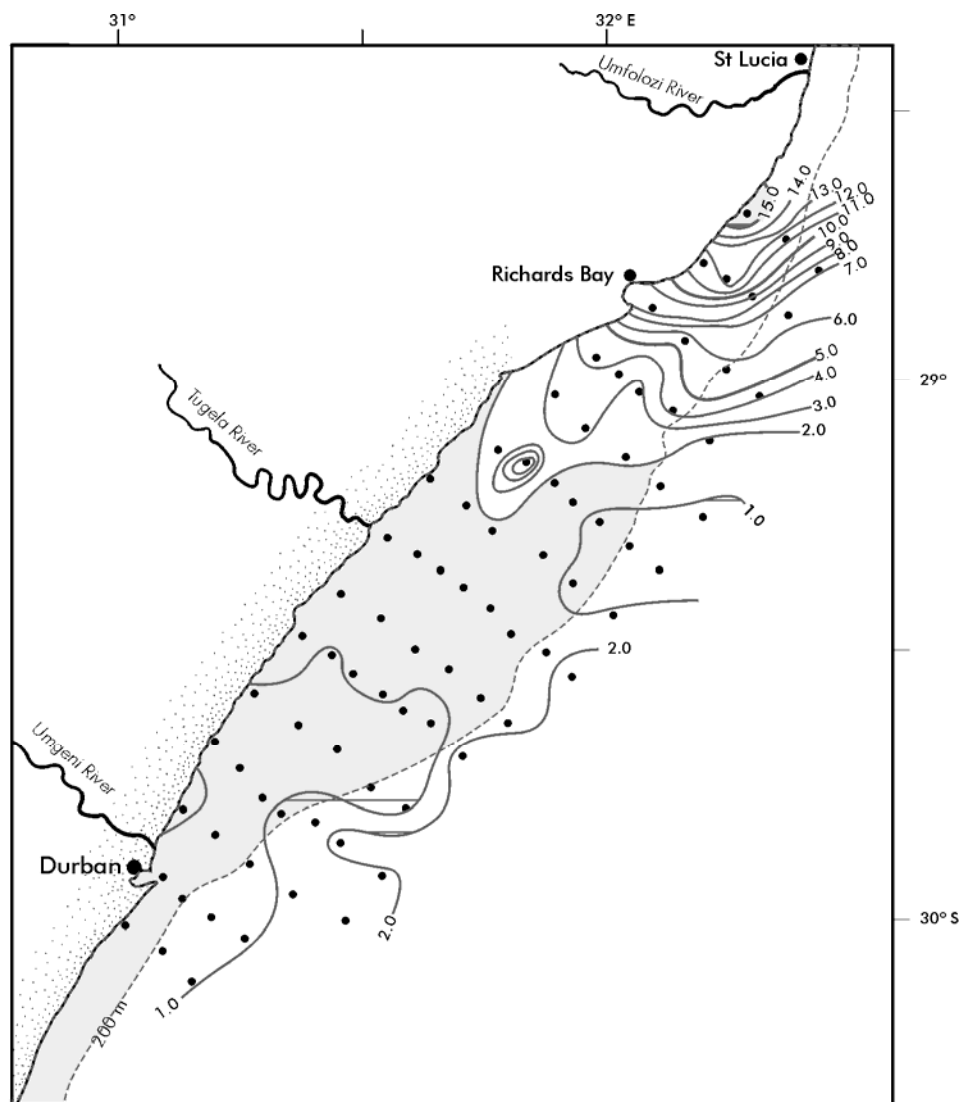 31°
32° E
St Lucia
Umfolozi River
15.0
14.0
13.0
12.0
11.0
10.0
9.0
8.0
7.0
Richards Bay
6.0
5.0
29°
4.0
3.0
2.0
Tugela River
1.0
2.0
Umgeni River
Durban
2.0
30° S
1.0
200 m